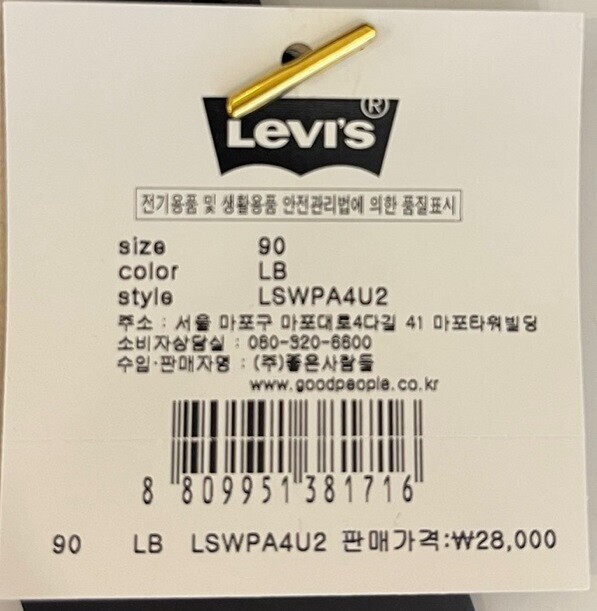 LEVI'S ®
전기용품 및 생활용품 안전관리법에 의한 품질표시
size 90
color LB
style LSWPA4U2
주소 : 서울 마포구 마포대로4다길 41 마포타워빌딩
소비자상담실 : 080-320-6600
수입·판매자명 : (주)좋은사람들
www.goodpeople.co.kr
8 809951 381716
90 LB LSWPA4U2 판매가격:₩28,000